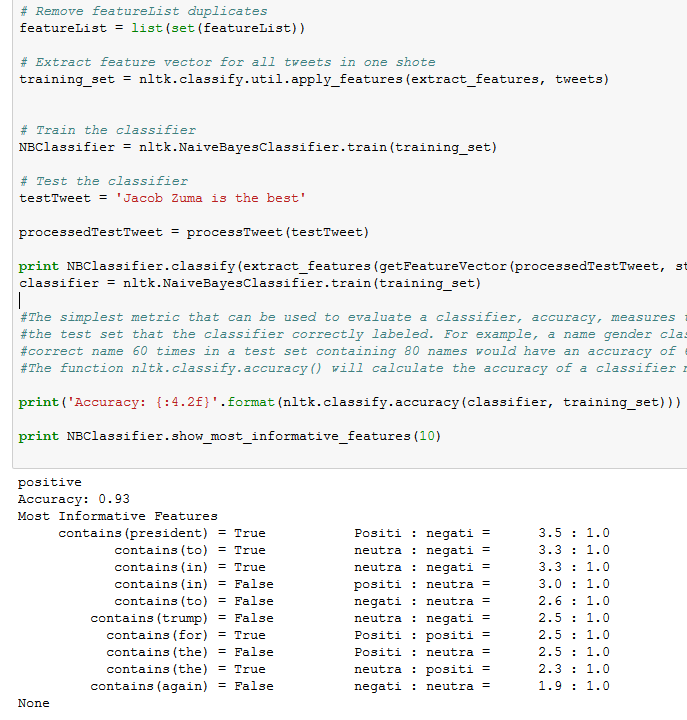 # Remove featureList duplicates
featureList = list(set(featureList))
# Extract feature vector for all tweets in one shote
training_set = nltk.classify.util.apply_features(extract_features, tweets)
# Train the classifier
NBClassifier = nltk.NaiveBayesClassifier.train(training_set)
# Test the classifier
testTweet = 'Jacob Zuma is the best'
processedTestTweet = processTweet(testTweet)
print NBClassifier.classify(extract_features(getFeatureVector(processedTestTweet, st
classifier = nltk.NaiveBayesClassifier.train(training_set)
#The simplest metric that can be used to evaluate a classifier, accuracy, measures
#the test set that the classifier correctly labeled. For example, a name gender clas
#correct name 60 times in a test set containing 80 names would have an accuracy of
#The function nltk.classify.accuracy() will calculate the accuracy of a classifier
print('Accuracy: {:4.2f}'.format(nltk.classify.accuracy(classifier, training_set)))
print NBClassifier.show_most_informative_features(10)
positive
Accuracy: 0.93
Most Informative Features
contains(president) = True Positi : negati = 3.5 : 1.0
contains(to) = True neutra : negati = 3.3 : 1.0
contains(in) = True neutra : negati = 3.3 : 1.0
contains(in) = False positi : neutra = 3.0 : 1.0
contains(to) = False negati : neutra = 2.6 : 1.0
contains(trump) = False neutra : negati = 2.5 : 1.0
contains(for) = True Positi : positi = 2.5 : 1.0
contains(the) = False Positi : neutra = 2.5 : 1.0
contains(the) = True neutra : positi = 2.3 : 1.0
contains(again) = False negati : neutra = 1.9 : 1.0
None